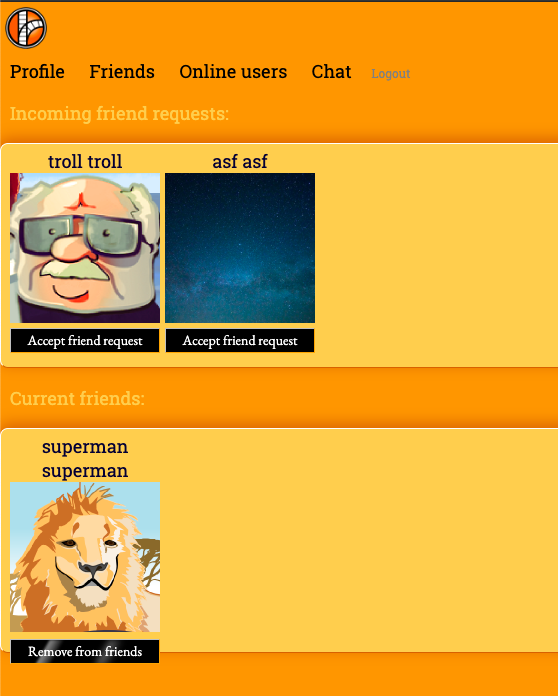 Profile Friends Online users Chat Logout
Incoming friend requests:
troll troll asf asf
Accept friend request Accept friend request
Current friends:
superman
superman
Remove from friends